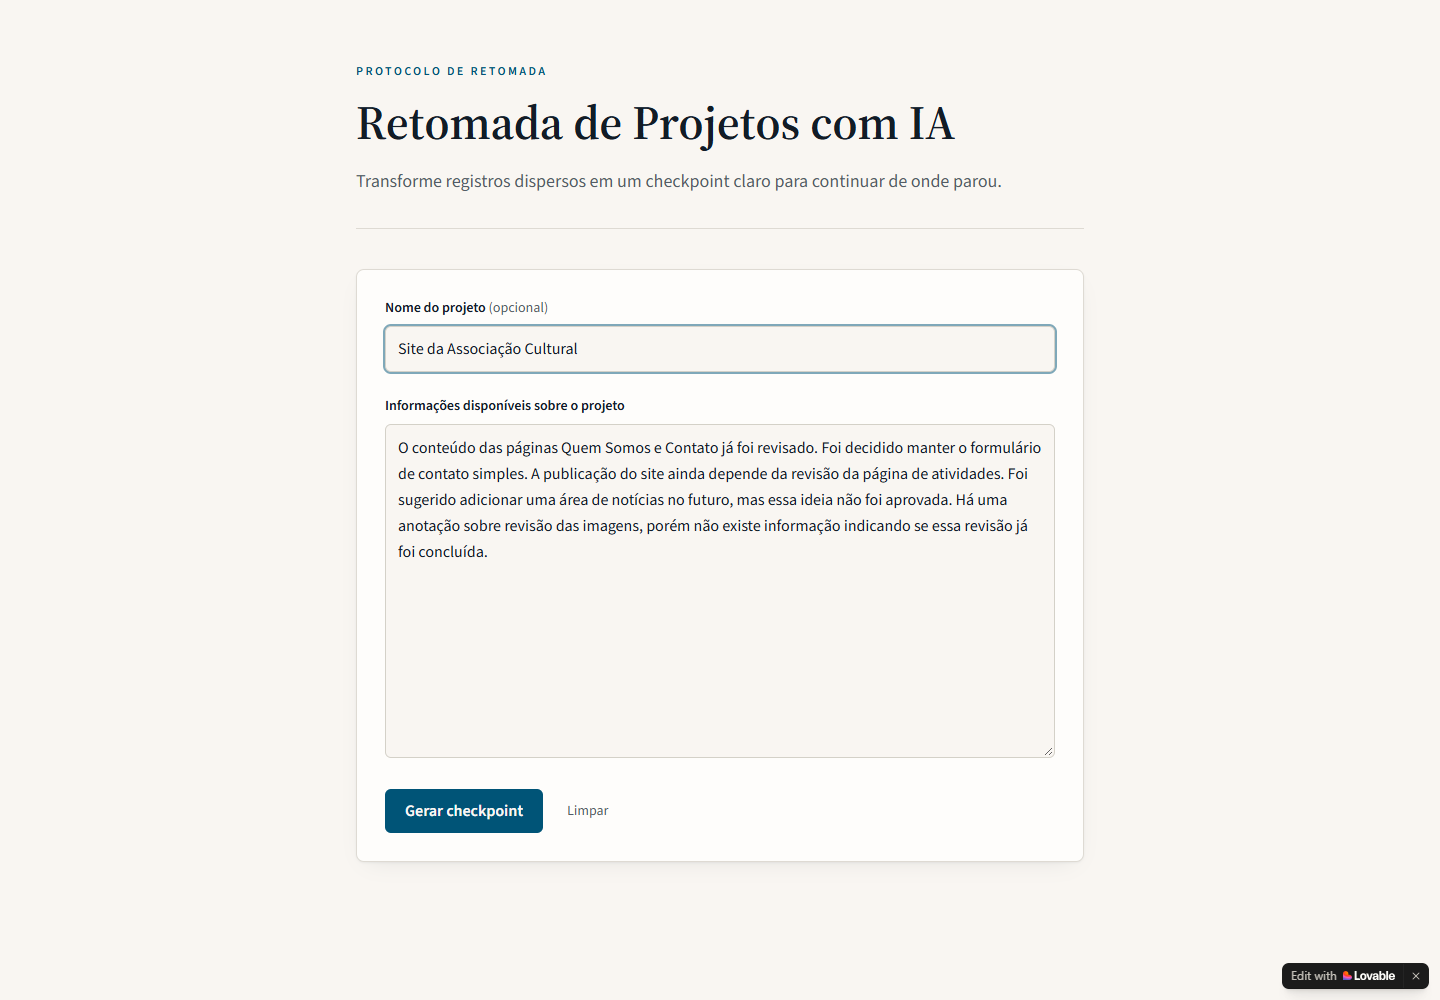 PROTOCOLO DE RETOMADA
Retomada de Projetos com IA
Transforme registros dispersos em um checkpoint claro para continuar de onde parou.
Nome do projeto (opcional)
Site da Associação Cultural
Informações disponíveis sobre o projeto
O conteúdo das páginas Quem Somos e Contato já foi revisado. Foi decidido manter o formulário
de contato simples. A publicação do site ainda depende da revisão da página de atividades. Foi
sugerido adicionar uma área de notícias no futuro, mas essa ideia não foi aprovada. Há uma
anotação sobre revisão das imagens, porém não existe informação indicando se essa revisão já
foi concluída.
Gerar checkpoint
Limpar
Edit with Lovable